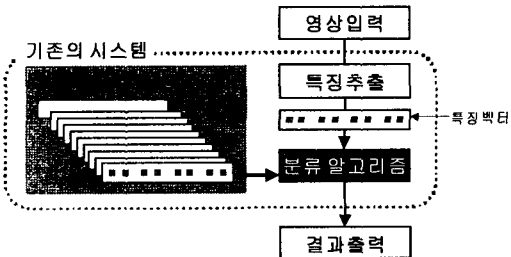 영상입력
기존의 시스템
특징추출
특징벡터
분류 알고리즘
결과출력